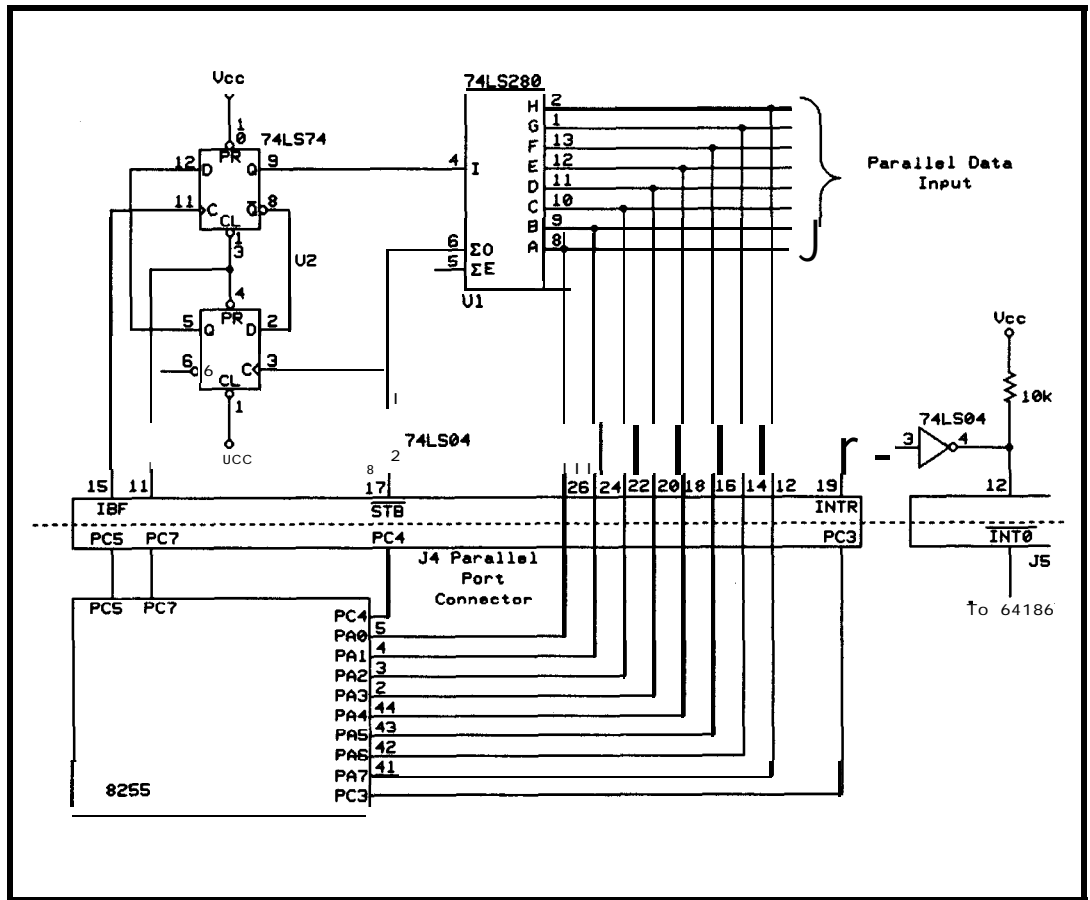 Vcc
74LS280
10
74LS74
H 2
G 1
F 13
E 12
D 11
C 10
B 9
A 8
12 D PR Q 9
4 I
11 C Q 8
CL
13
6 ΣO
5 ΣE
U2
U1
Parallel Data
Input
4
PR
5 Q D 2
6 6 C 3
CL
1
UCC
Vcc
10k
74LS04
3 4
74LS04
2
8
15 11 17 26 24 22 20 18 16 14 12 19 12
IBF STB INTR
PC5 PC7 PC4 PC3 INT0
J4 Parallel
Port
Connector
J5
To 64186
PC5 PC7
PC4
PA0 5
PA1 4
PA2 3
PA3 2
PA4 44
PA5 43
PA6 42
PA7 41
PC3
8255